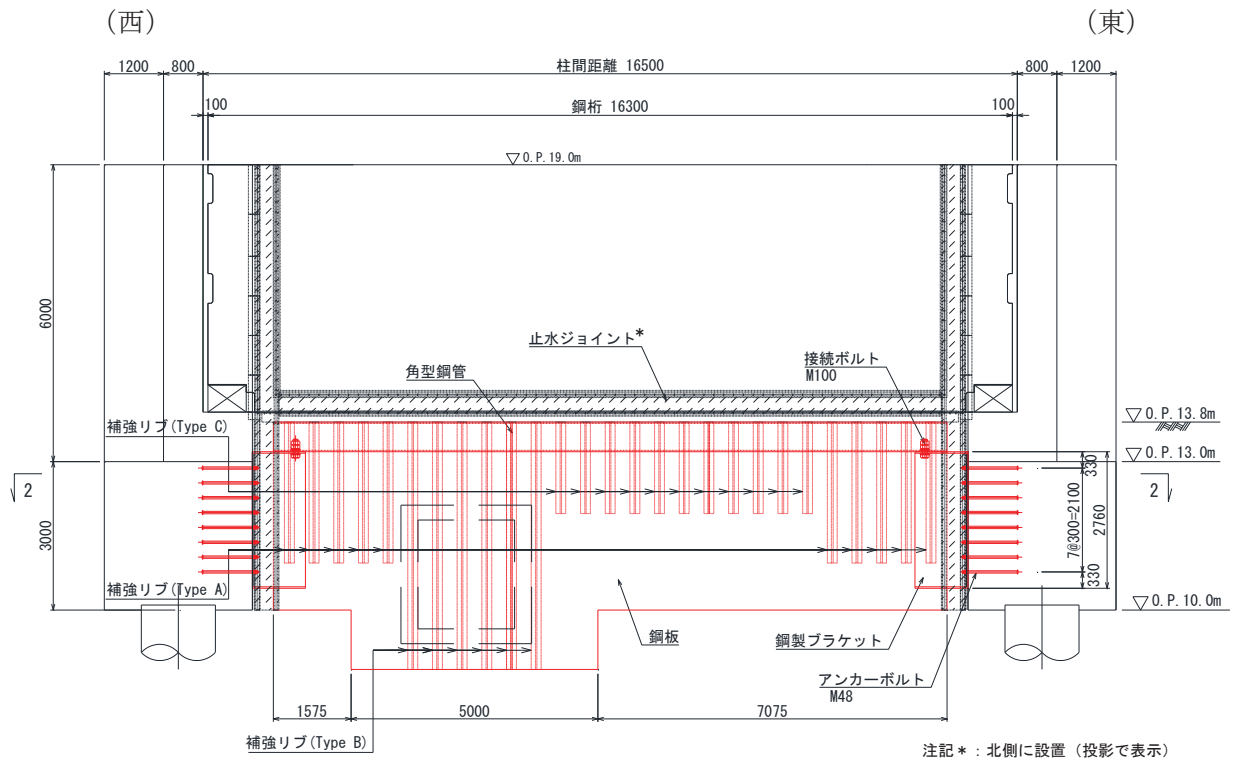 (西)
(東)
1200
800
柱間距離 16500
800
1200
100
鋼桁 16300
100
▽O.P.19.0m
6000
止水ジョイント*
角型鋼管
接続ボルト
M100
補強リブ(Type C)
▽O.P.13.8m
▽O.P.13.0m
2
2
330
7@300=2100
2760
330
3000
補強リブ(Type A)
▽O.P.10.0m
鋼板
鋼製ブラケット
アンカーボルト
M48
1575
5000
7075
補強リブ(Type B)
注記*：北側に設置（投影で表示）